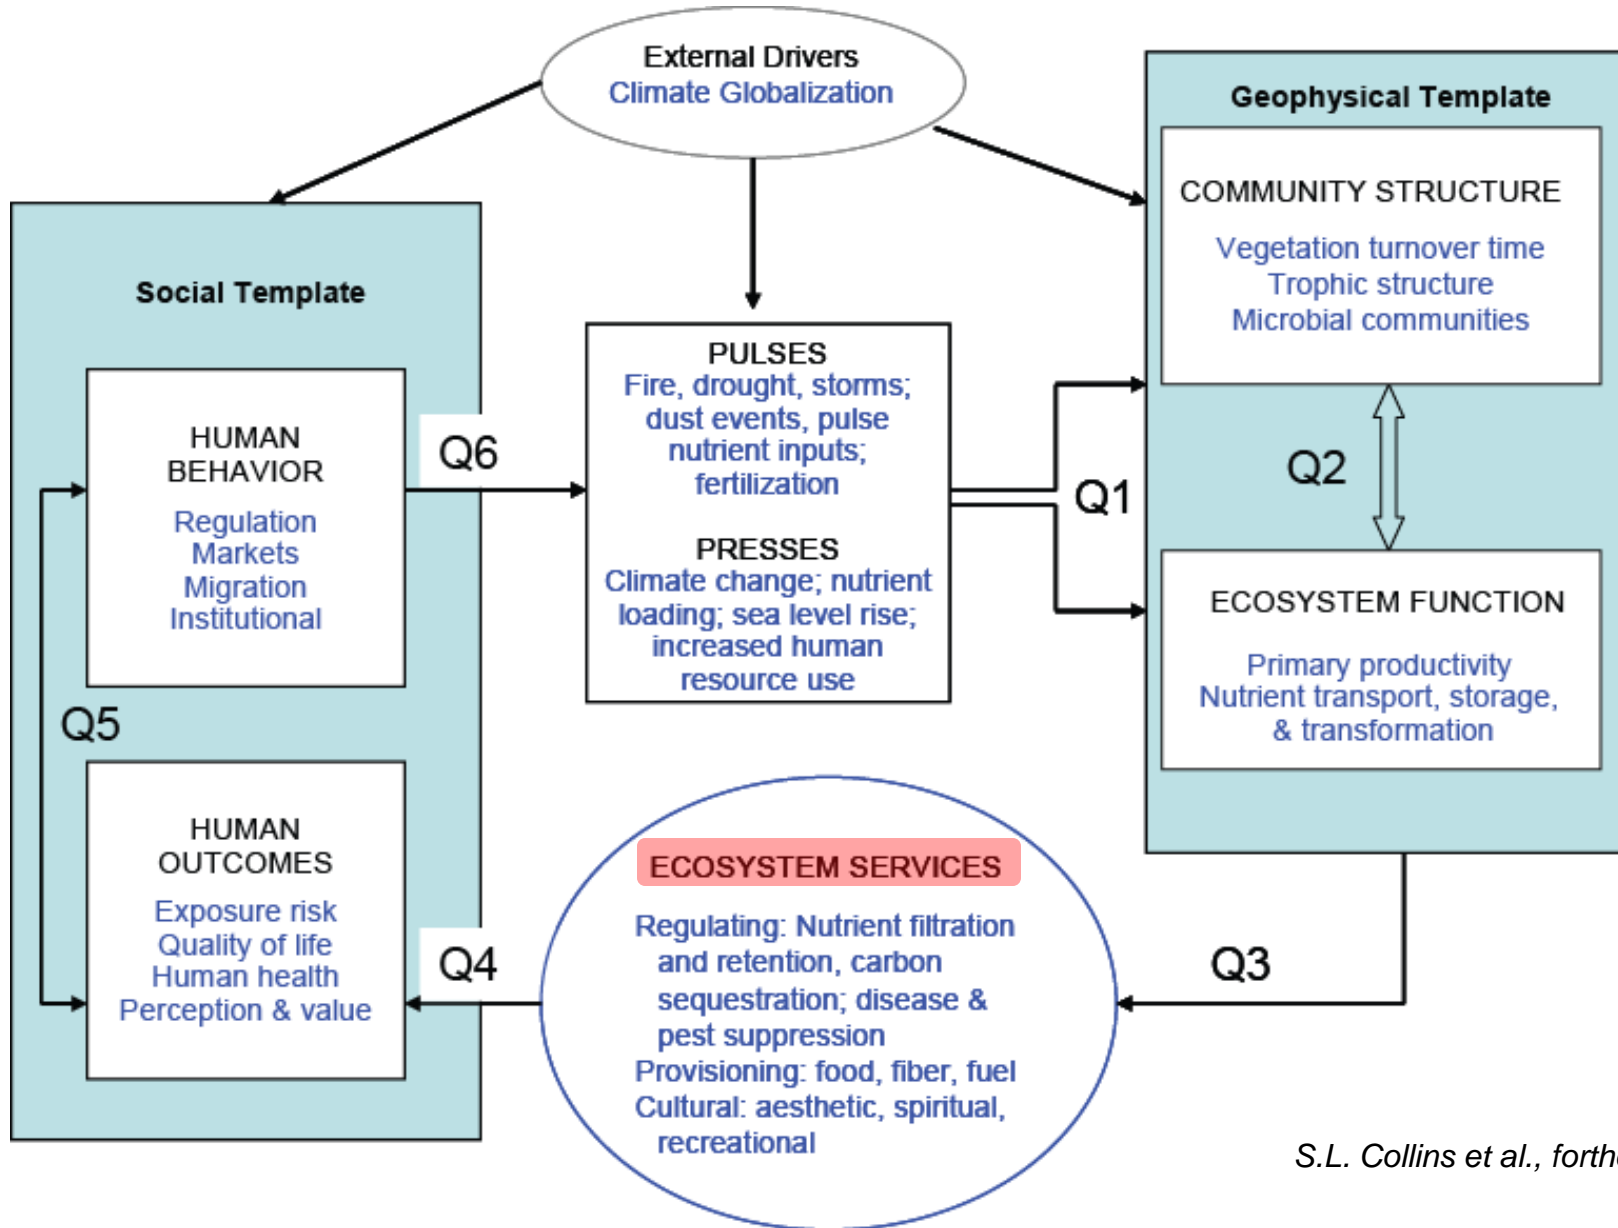 External Drivers
Climate Globalization
Geophysical Template
COMMUNITY STRUCTURE
Vegetation turnover time
Trophic structure
Microbial communities
Social Template
PULSES
Fire, drought, storms;
dust events, pulse
nutrient inputs;
fertilization
PRESSES
Climate change; nutrient
loading; sea level rise;
increased human
resource use
HUMAN
BEHAVIOR
Regulation
Markets
Migration
Institutional
Q6
Q1
Q2
ECOSYSTEM FUNCTION
Primary productivity
Nutrient transport, storage,
& transformation
Q5
HUMAN
OUTCOMES
Exposure risk
Quality of life
Human health
Perception & value
Q4
ECOSYSTEM SERVICES
Regulating: Nutrient filtration
and retention, carbon
sequestration; disease &
pest suppression
Provisioning: food, fiber, fuel
Cultural: aesthetic, spiritual,
recreational
Q3
S.L. Collins et al.,